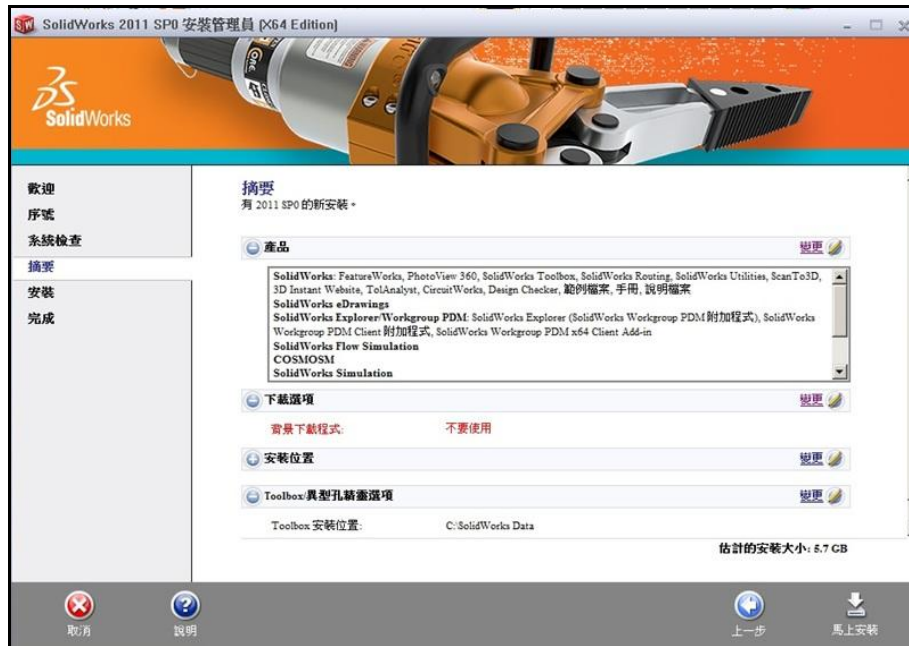 SolidWorks 2011 SP0 安裝管理員 (X64 Edition)
SolidWorks
歡迎
序號
系統檢查
摘要
安裝
完成
摘要
有 2011 SP0 的新安裝。
產品
變更
SolidWorks: FeatureWorks, PhotoView 360, SolidWorks Toolbox, SolidWorks Routing, SolidWorks Utilities, ScanTo3D,
3D Instant Website, TolAnalyst, CircuitWorks, Design Checker, 範例檔案, 手冊, 說明檔案
SolidWorks eDrawings
SolidWorks Explorer/Workgroup PDM: SolidWorks Explorer (SolidWorks Workgroup PDM 附加程式), SolidWorks
Workgroup PDM Client 附加程式, SolidWorks Workgroup PDM x64 Client Add-in
SolidWorks Flow Simulation
COSMOSM
SolidWorks Simulation
下載選項
變更
背景下載程式:
不要使用
安裝位置
變更
Toolbox/異型孔精靈選項
變更
Toolbox 安裝位置:
C:\SolidWorks Data
估計的安裝大小: 5.7 GB
取消
說明
上一步
馬上安裝